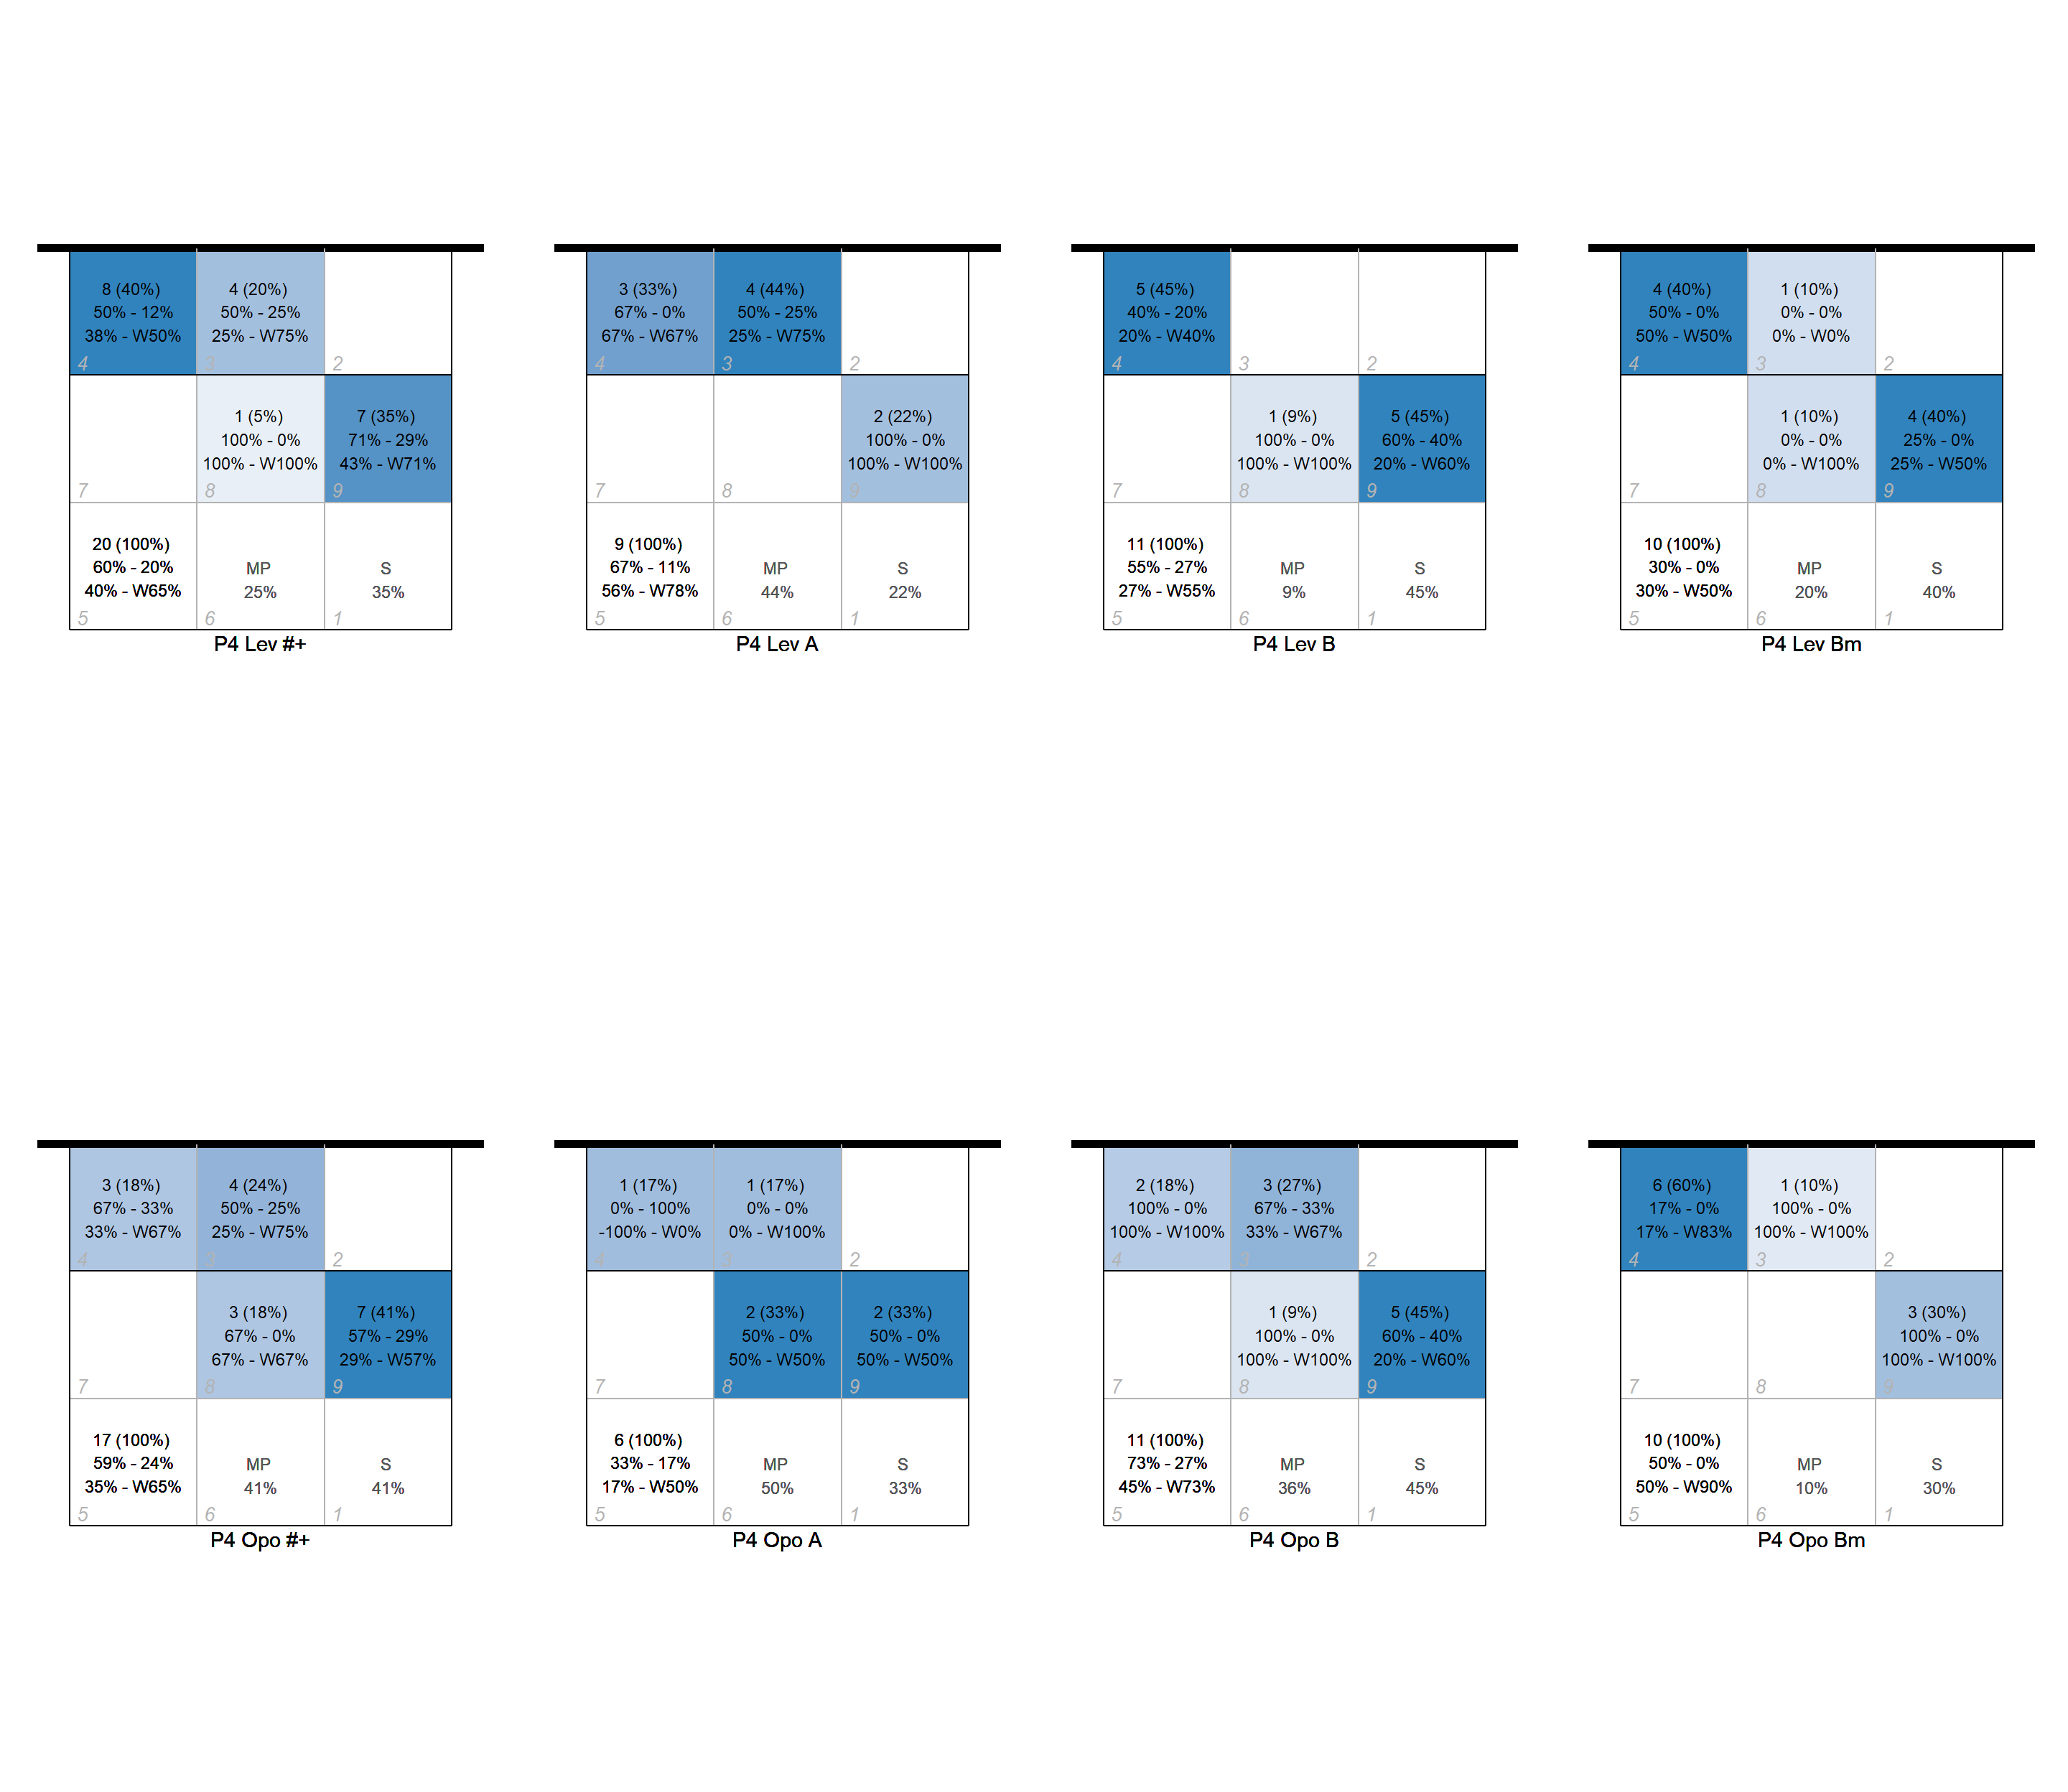 8 (40%)
50% - 12%
38% - W50%
4
4 (20%)
50% - 25%
25% - W75%
3
2
7
1 (5%)
100% - 0%
100% - W100%
8
7 (35%)
71% - 29%
43% - W71%
9
20 (100%)
60% - 20%
40% - W65%
5
MP
25%
6
S
35%
1
P4 Lev #+
3 (33%)
67% - 0%
67% - W67%
4
4 (44%)
50% - 25%
25% - W75%
3
2
7
8
2 (22%)
100% - 0%
100% - W100%
9
9 (100%)
67% - 11%
56% - W78%
5
MP
44%
6
S
22%
1
P4 Lev A
5 (45%)
40% - 20%
20% - W40%
4
3
2
7
1 (9%)
100% - 0%
100% - W100%
8
5 (45%)
60% - 40%
20% - W60%
9
11 (100%)
55% - 27%
27% - W55%
5
MP
9%
6
S
45%
1
P4 Lev B
4 (40%)
50% - 0%
50% - W50%
4
1 (10%)
0% - 0%
0% - W0%
3
2
7
1 (10%)
0% - 0%
0% - W100%
8
4 (40%)
25% - 0%
25% - W50%
9
10 (100%)
30% - 0%
30% - W50%
5
MP
20%
6
S
40%
1
P4 Lev Bm
3 (18%)
67% - 33%
33% - W67%
4
4 (24%)
50% - 25%
25% - W75%
3
2
7
3 (18%)
67% - 0%
67% - W67%
8
7 (41%)
57% - 29%
29% - W57%
9
17 (100%)
59% - 24%
35% - W65%
5
MP
41%
6
S
41%
1
P4 Opo #+
1 (17%)
0% - 100%
-100% - W0%
4
1 (17%)
0% - 0%
0% - W100%
3
2
7
2 (33%)
50% - 0%
50% - W50%
8
2 (33%)
50% - 0%
50% - W50%
9
6 (100%)
33% - 17%
17% - W50%
5
MP
50%
6
S
33%
1
P4 Opo A
2 (18%)
100% - 0%
100% - W100%
4
3 (27%)
67% - 33%
33% - W67%
3
2
7
1 (9%)
100% - 0%
100% - W100%
8
5 (45%)
60% - 40%
20% - W60%
9
11 (100%)
73% - 27%
45% - W73%
5
MP
36%
6
S
45%
1
P4 Opo B
6 (60%)
17% - 0%
17% - W83%
4
1 (10%)
100% - 0%
100% - W100%
3
2
7
8
3 (30%)
100% - 0%
100% - W100%
9
10 (100%)
50% - 0%
50% - W90%
5
MP
10%
6
S
30%
1
P4 Opo Bm